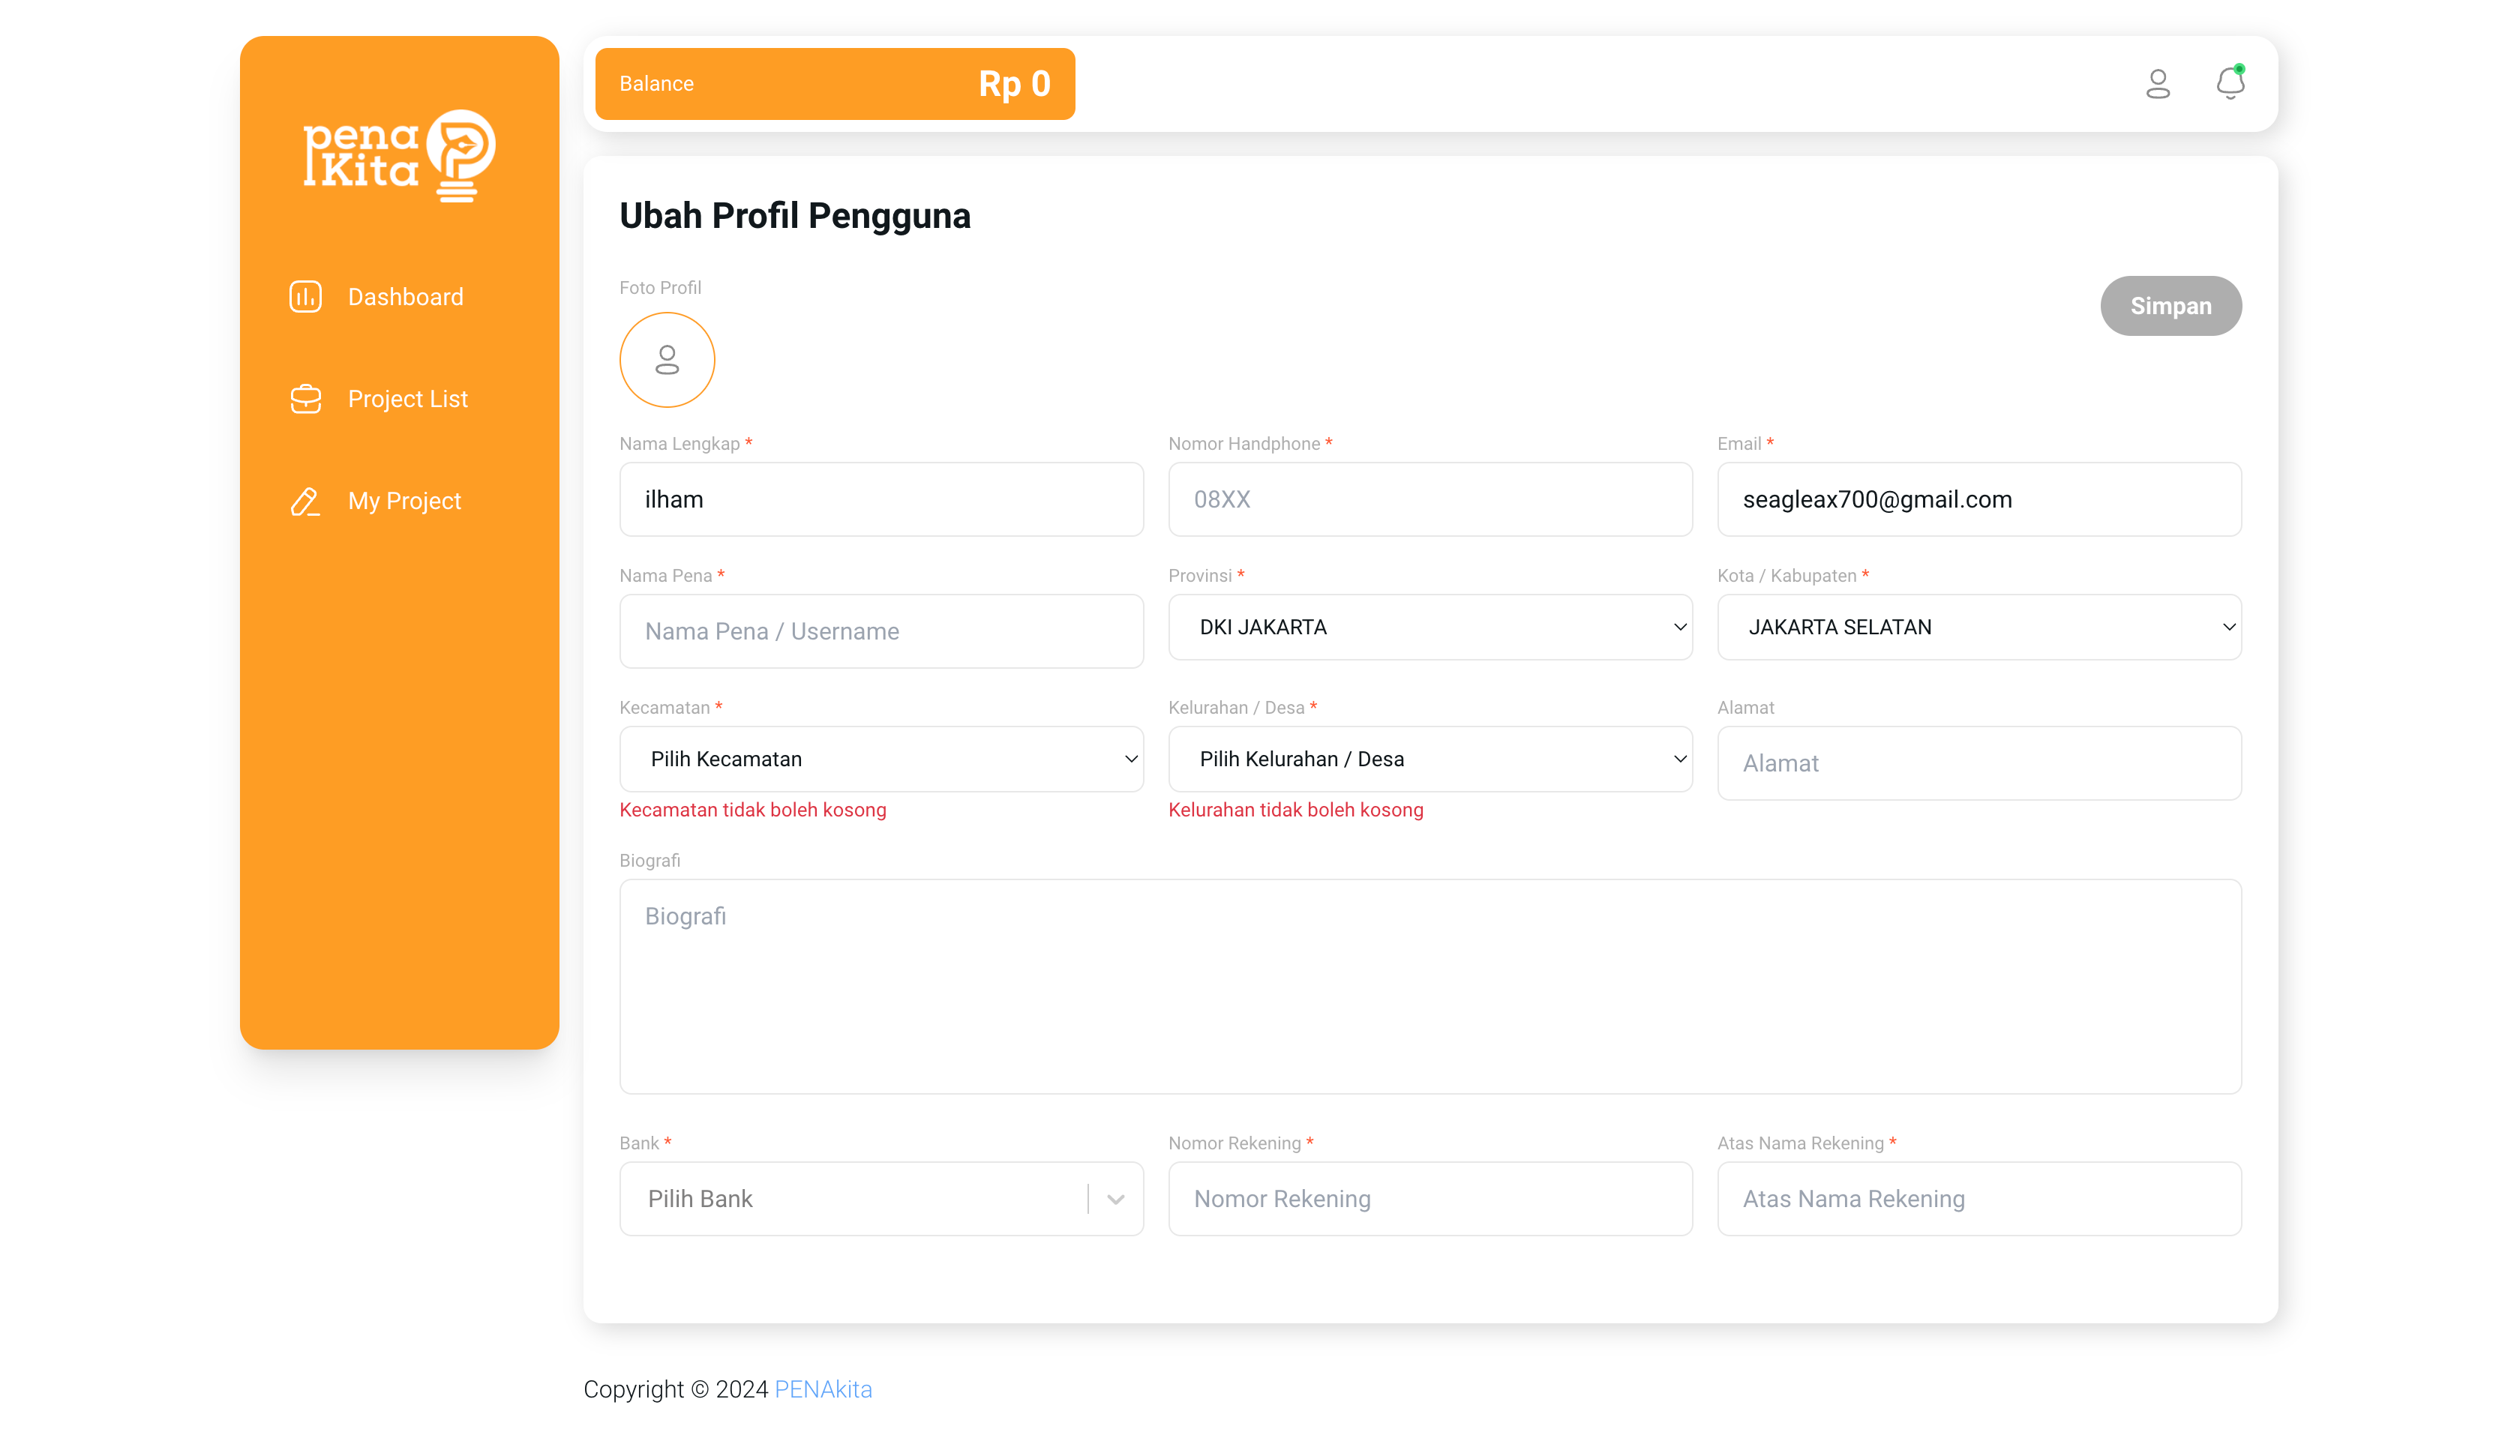 pena
Kita
Dashboard
Project List
My Project
Balance
Rp 0
Ubah Profil Pengguna
Foto Profil
Simpan
Nama Lengkap *
Nomor Handphone *
Email *
ilham
08XX
seagleax700@gmail.com
Nama Pena *
Provinsi *
Kota / Kabupaten *
Nama Pena / Username
DKI JAKARTA
JAKARTA SELATAN
Kecamatan *
Kelurahan / Desa *
Alamat
Pilih Kecamatan
Pilih Kelurahan / Desa
Alamat
Kecamatan tidak boleh kosong
Kelurahan tidak boleh kosong
Biografi
Biografi
Bank *
Nomor Rekening *
Atas Nama Rekening *
Pilih Bank
Nomor Rekening
Atas Nama Rekening
Copyright © 2024 PENAkita